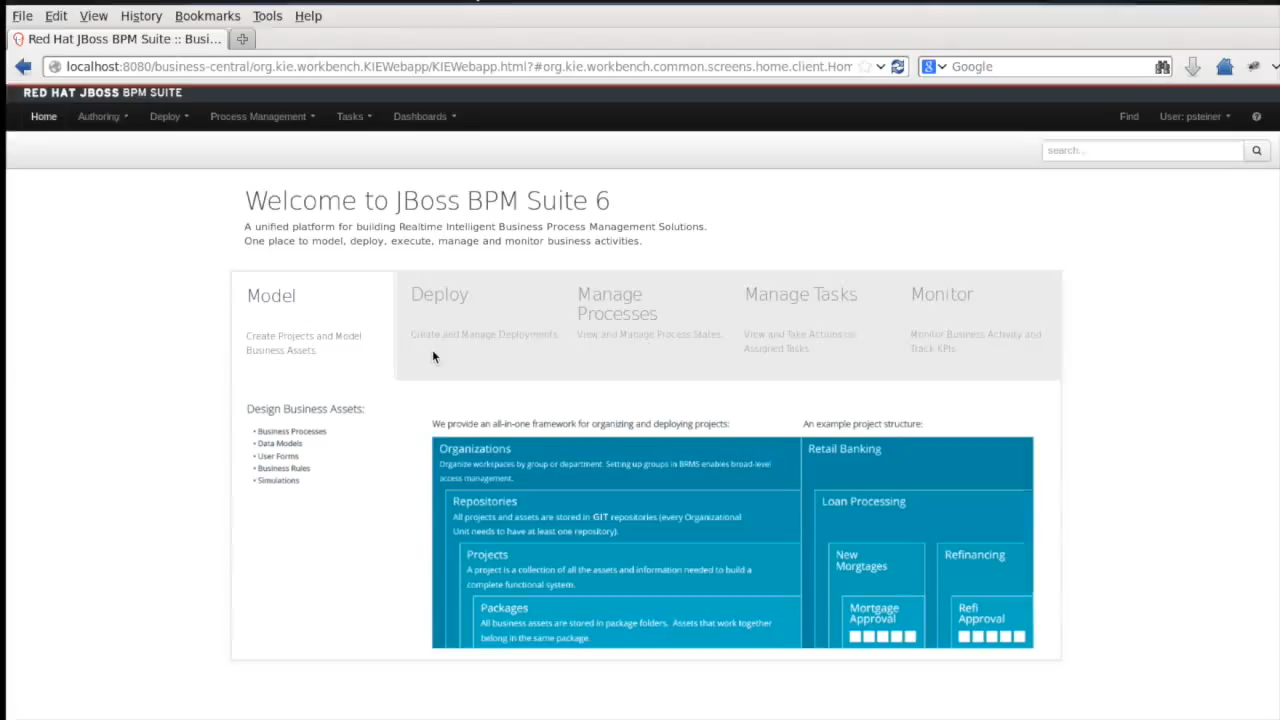 File Edit View History Bookmarks Tools Help
Red Hat JBoss BPM Suite :: Busi...
localhost:8080/business-central/org.kie.workbench.KIEWebapp/KIEWebapp.html?#org.kie.workbench.common.screens.home.client.Hom
Google
RED HAT JBOSS BPM SUITE
Home Authoring Deploy Process Management Tasks Dashboards Find User: psteiner
search...
Welcome to JBoss BPM Suite 6
A unified platform for building Realtime Intelligent Business Process Management Solutions.
One place to model, deploy, execute, manage and monitor business activities.
Model
Create Projects and Model
Business Assets.
Deploy
Create and Manage Deployments.
Manage
Processes
View and Manage Process States.
Manage Tasks
View and Take Actions on
Assigned Tasks.
Monitor
Monitor Business Activity and
Track KPIs.
Design Business Assets:
• Business Processes
• Data Models
• User Forms
• Business Rules
• Simulations
We provide an all-in-one framework for organizing and deploying projects:
Organizations
Organize workspaces by group or department. Setting up groups in BRMS enables broad-level
access management.
Repositories
All projects and assets are stored in GIT repositories (every Organizational
Unit needs to have at least one repository).
Projects
A project is a collection of all the assets and information needed to build a
complete functional system.
Packages
All business assets are stored in package folders. Assets that work together
belong in the same package.
An example project structure:
Retail Banking
Loan Processing
New
Morgtages
Mortgage
Approval
Refinancing
Refi
Approval